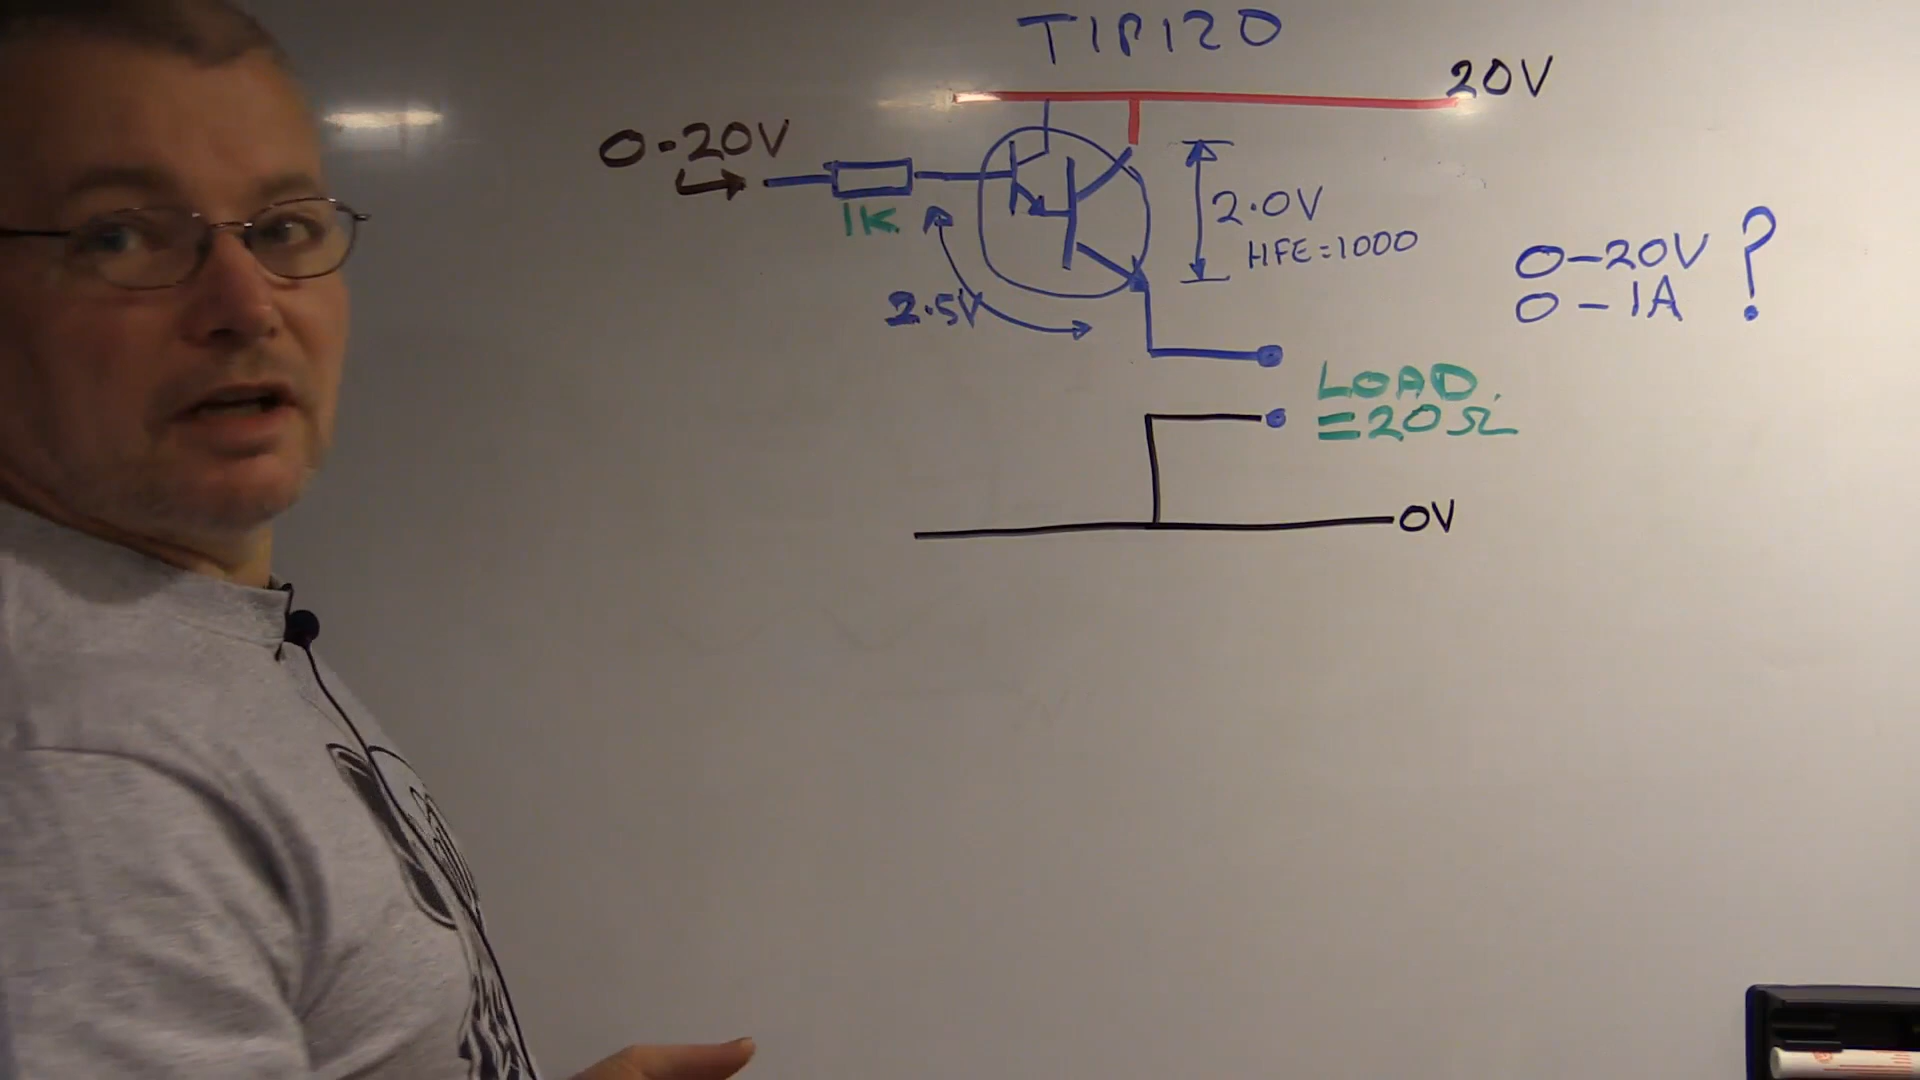 TIP120
20V
0-20V
1K
2.0V
HFE=1000
2.5V
0-20V ?
0-1A
LOAD.
=20Ω
0V